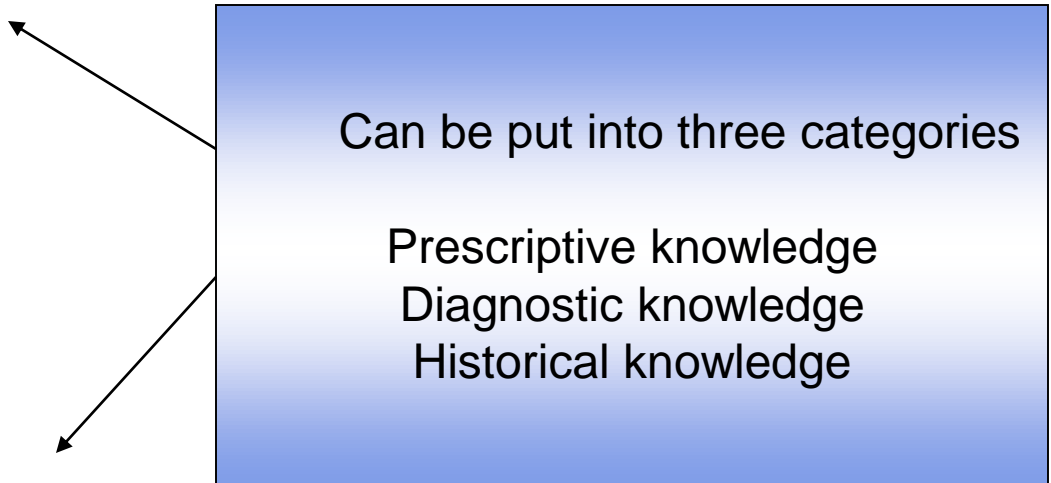 Can be put into three categories
Prescriptive knowledge
Diagnostic knowledge
Historical knowledge